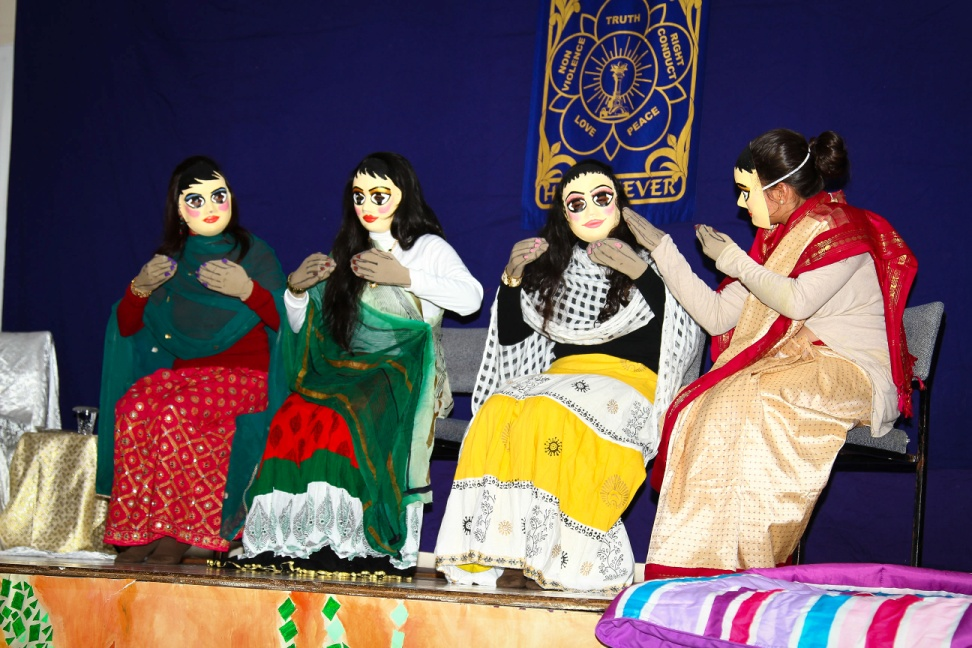 TRUTH
NON
VIOLENCE
RIGHT
CONDUCT
LOVE
PEACE
EVER